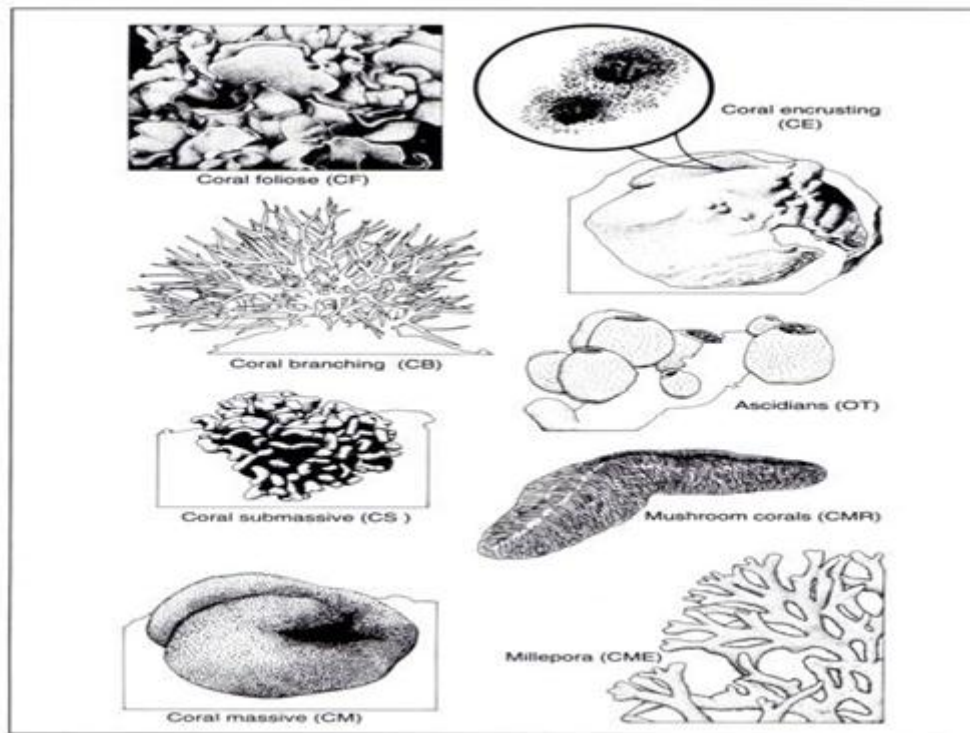 Coral foliose (CF)
Coral encrusting
(CE)
Coral branching (CB)
Ascidians (OT)
Coral submassive (CS )
Mushroom corals (CMR)
Millepora (CME)
Coral massive (CM)